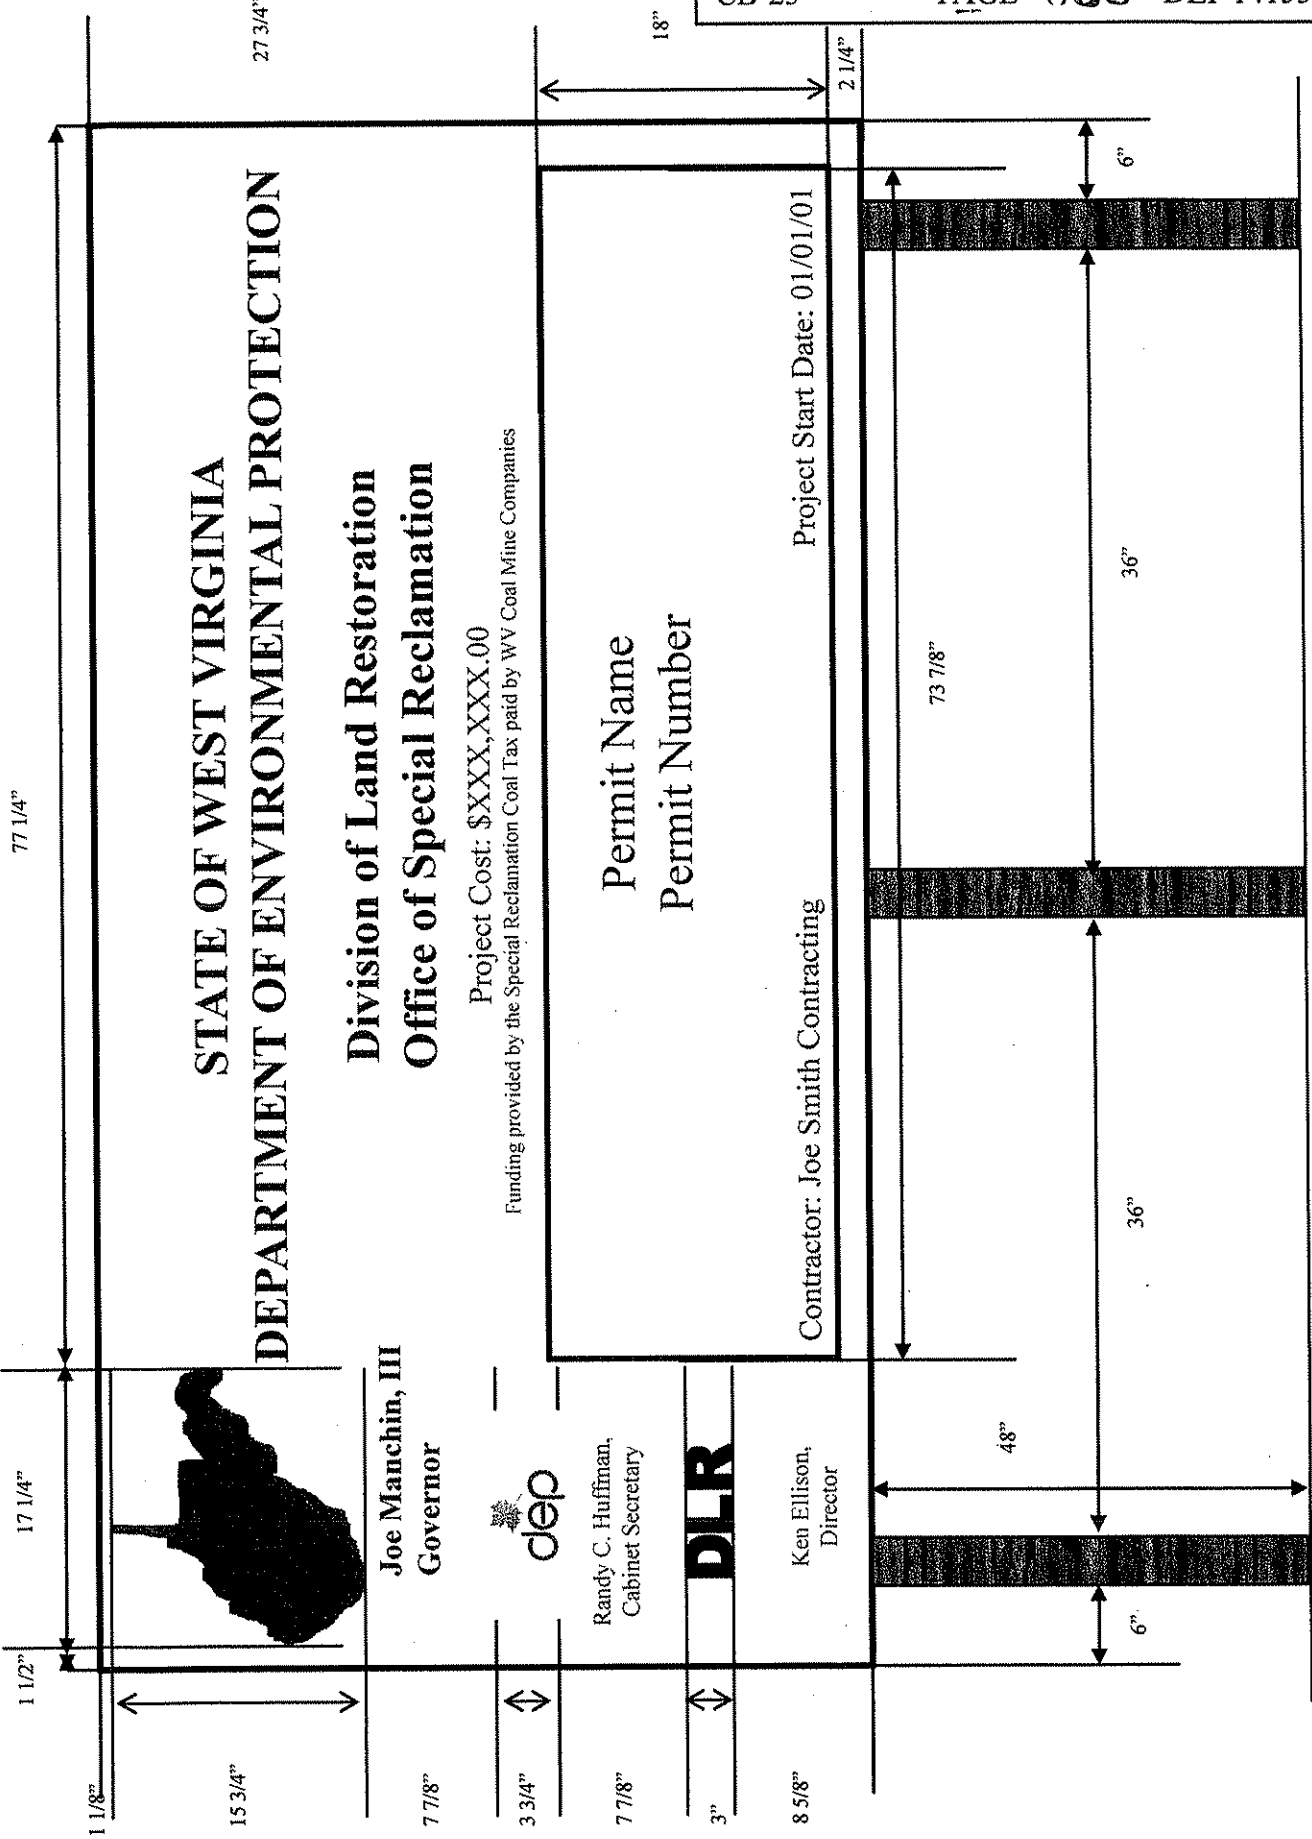 77 1/4”
17 1/4”
1 1/2”
1 1/8”
15 3/4”
7 7/8”
3 3/4”
7 7/8”
3”
8 5/8”
27 3/4”
18”
2 1/4”
STATE OF WEST VIRGINIA
DEPARTMENT OF ENVIRONMENTAL PROTECTION
Division of Land Restoration
Office of Special Reclamation
Project Cost: $XXX,XXX.00
Funding provided by the Special Reclamation Coal Tax paid by WV Coal Mine Companies
Joe Manchin, III
Governor
dep
Randy C. Huffman,
Cabinet Secretary
DLR
Ken Ellison,
Director
Permit Name
Permit Number
Contractor: Joe Smith Contracting
Project Start Date: 01/01/01
73 7/8”
48”
36”
36”
6”
6”